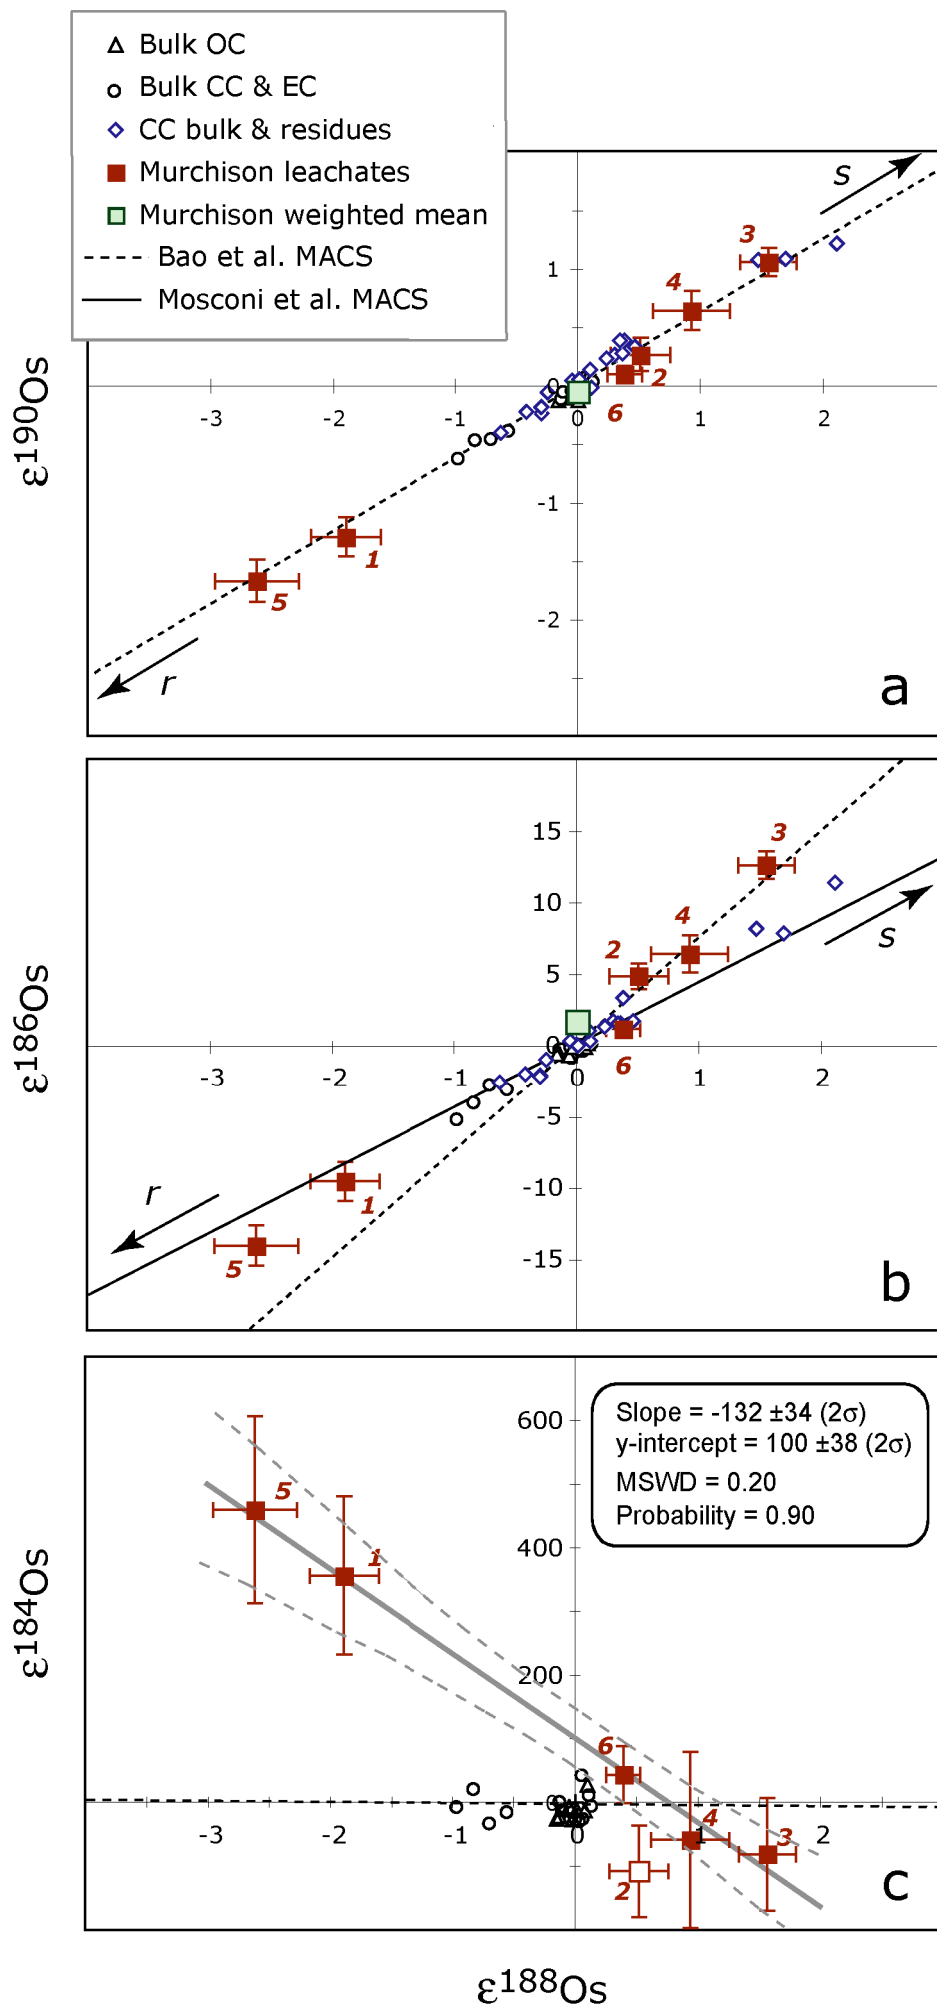 Bulk OC
Bulk CC & EC
CC bulk & residues
Murchison leachates
Murchison weighted mean
Bao et al. MACS
Mosconi et al. MACS
ε¹⁹⁰Os
s
3
4
1
2
6
0
-3 -2 -1 0 1 2
-1
1
5
-2
r
a
ε¹⁸⁶Os
15
3
10
4
s
2
5
0
-3 -2 -1 0 1 2
6
-5
-10
1
r
5
-15
b
ε¹⁸⁴Os
Slope = -132 ±34 (2σ)
y-intercept = 100 ±38 (2σ)
MSWD = 0.20
Probability = 0.90
600
5
400
1
200
6
0
4
3
-3 -2 -1 0 1 2
2
c
ε¹⁸⁸Os